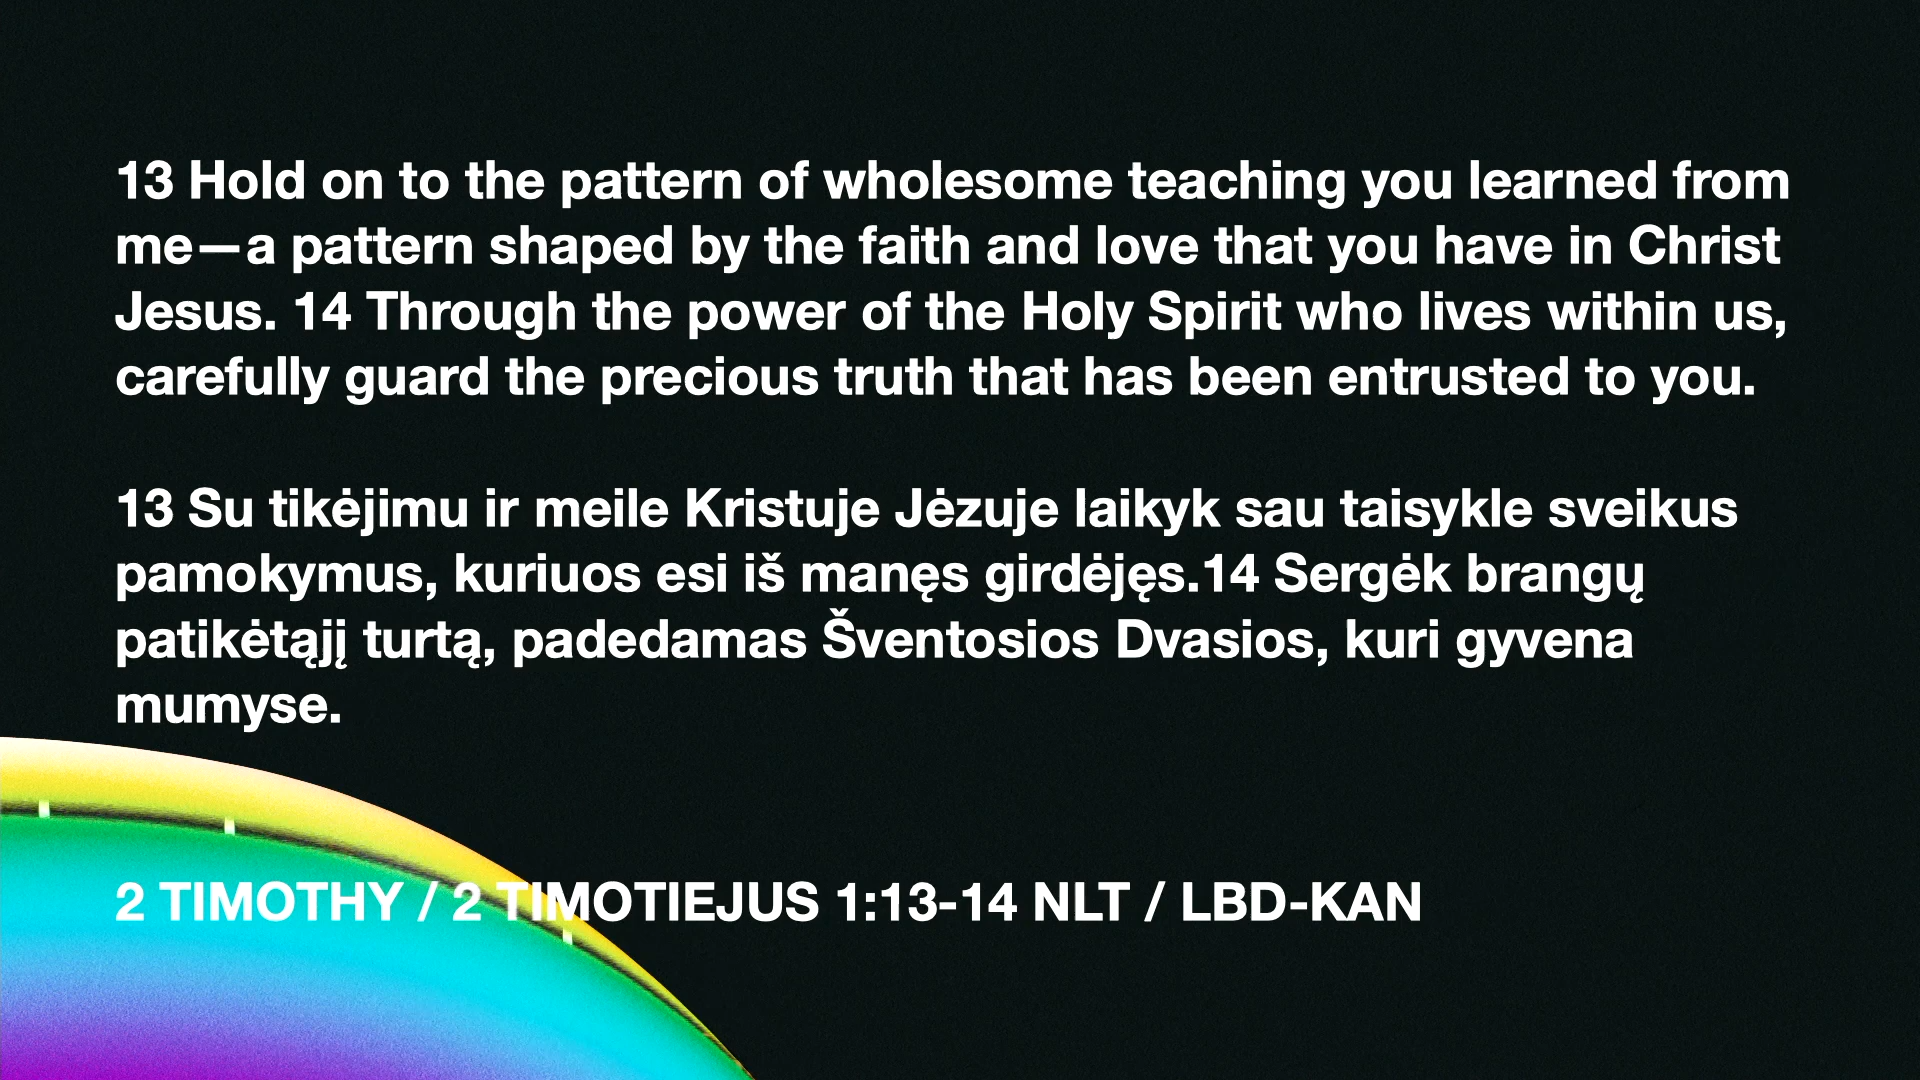 13 Hold on to the pattern of wholesome teaching you learned from
me—a pattern shaped by the faith and love that you have in Christ
Jesus. 14 Through the power of the Holy Spirit who lives within us,
carefully guard the precious truth that has been entrusted to you.
13 Su tikėjimu ir meile Kristuje Jėzuje laikyk sau taisykle sveikus
pamokymus, kuriuos esi iš manęs girdėjęs.14 Sergėk brangų
patikėtąjį turtą, padedamas Šventosios Dvasios, kuri gyvena
mumyse.
2 TIMOTHY / 2 TIMOTIEJUS 1:13-14 NLT / LBD-KAN